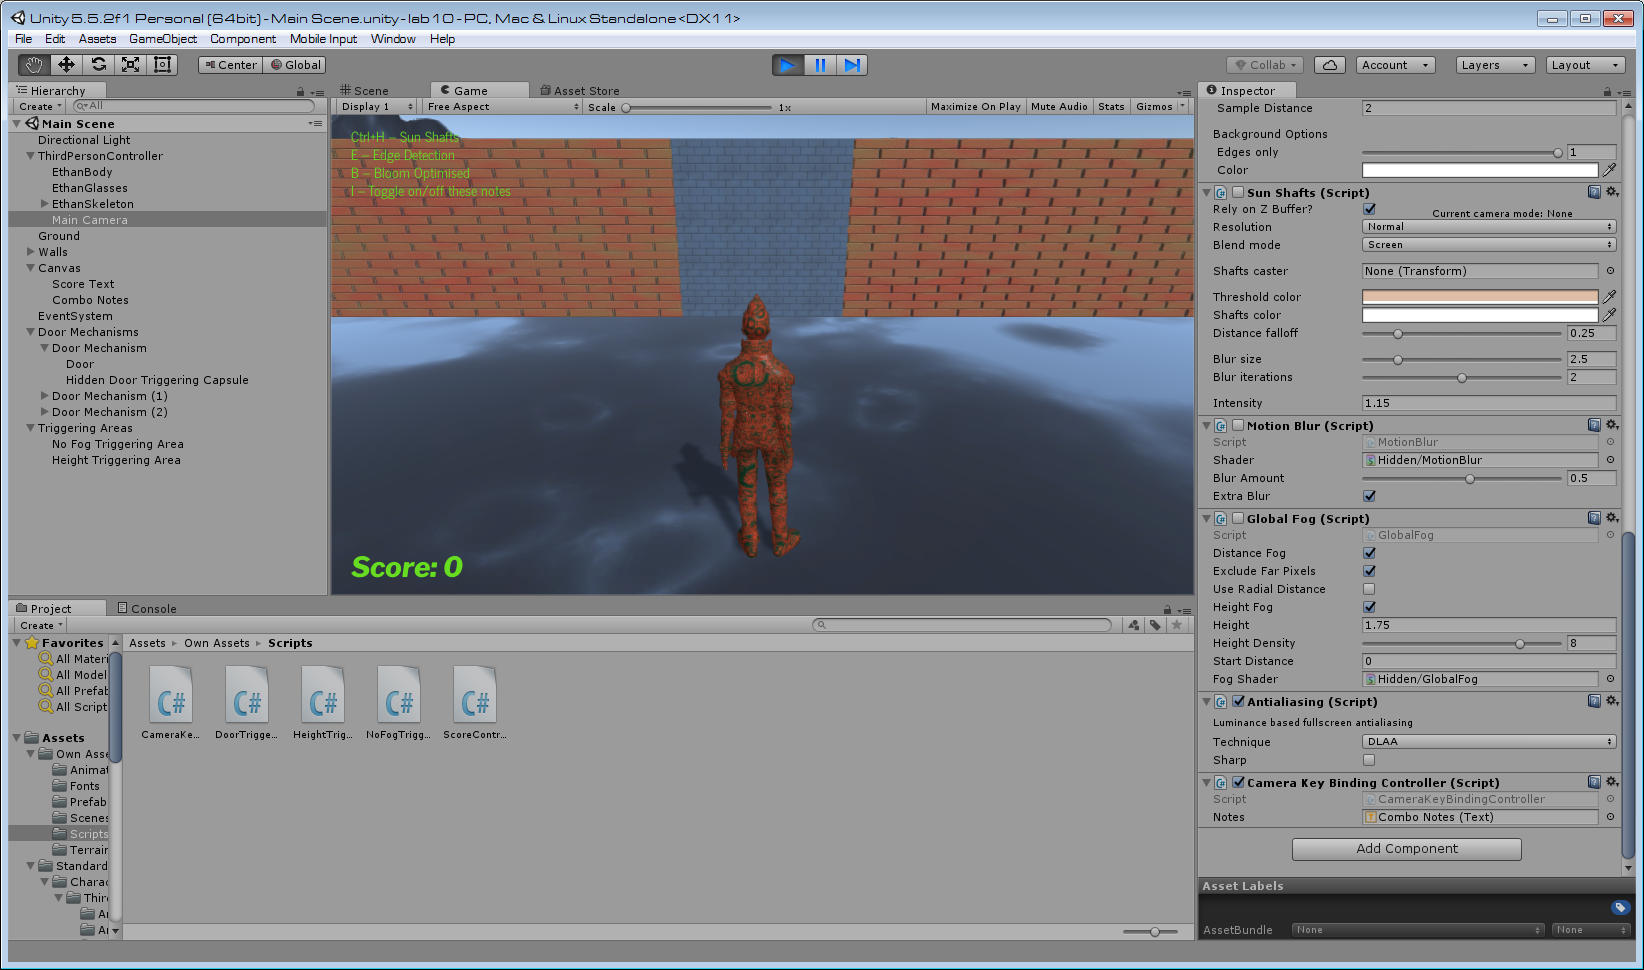 Unity 5.5.2f1 Personal (64bit) - Main Scene.unity - lab10 - PC, Mac & Linux Standalone <DX11>
File Edit Assets GameObject Component Mobile Input Window Help
Center Global Collab Account Layers Layout
Hierarchy
Create All
Main Scene
Directional Light
ThirdPersonController
EthanBody
EthanGlasses
EthanSkeleton
Main Camera
Ground
Walls
Canvas
Score Text
Combo Notes
EventSystem
Door Mechanisms
Door Mechanism
Door
Hidden Door Triggering Capsule
Door Mechanism (1)
Door Mechanism (2)
Triggering Areas
No Fog Triggering Area
Height Triggering Area
Scene Game Asset Store
Display 1 Free Aspect Scale 1x Maximize On Play Mute Audio Stats Gizmos
Ctrl+H – Sun Shafts
E – Edge Detection
B – Bloom Optimised
I – Toggle on/off these notes
Score: 0
Inspector
Sample Distance 2
Background Options
Edges only 1
Color
Sun Shafts (Script)
Rely on Z Buffer? Current camera mode: None
Resolution Normal
Blend mode Screen
Shafts caster None (Transform)
Threshold color
Shafts color
Distance falloff 0.25
Blur size 2.5
Blur iterations 2
Intensity 1.15
Motion Blur (Script)
Script MotionBlur
Shader Hidden/MotionBlur
Blur Amount 0.5
Extra Blur
Global Fog (Script)
Script GlobalFog
Distance Fog
Exclude Far Pixels
Use Radial Distance
Height Fog
Height 1.75
Height Density 8
Start Distance 0
Fog Shader Hidden/GlobalFog
Antialiasing (Script)
Luminance based fullscreen antialiasing
Technique DLAA
Sharp
Camera Key Binding Controller (Script)
Script CameraKeyBindingController
Notes Combo Notes (Text)
Add Component
Asset Labels
AssetBundle None None
Project Console
Create
Favorites
All Materi
All Model
All Prefab
All Script
Assets
Own Asse
Animat
Fonts
Prefab
Scenes
Scripts
Terrair
Standard
Charac
Thir
Ar
Ar
Assets Own Assets Scripts
CameraKe... DoorTrigge... HeightTrig... NoFogTrigg... ScoreContr...